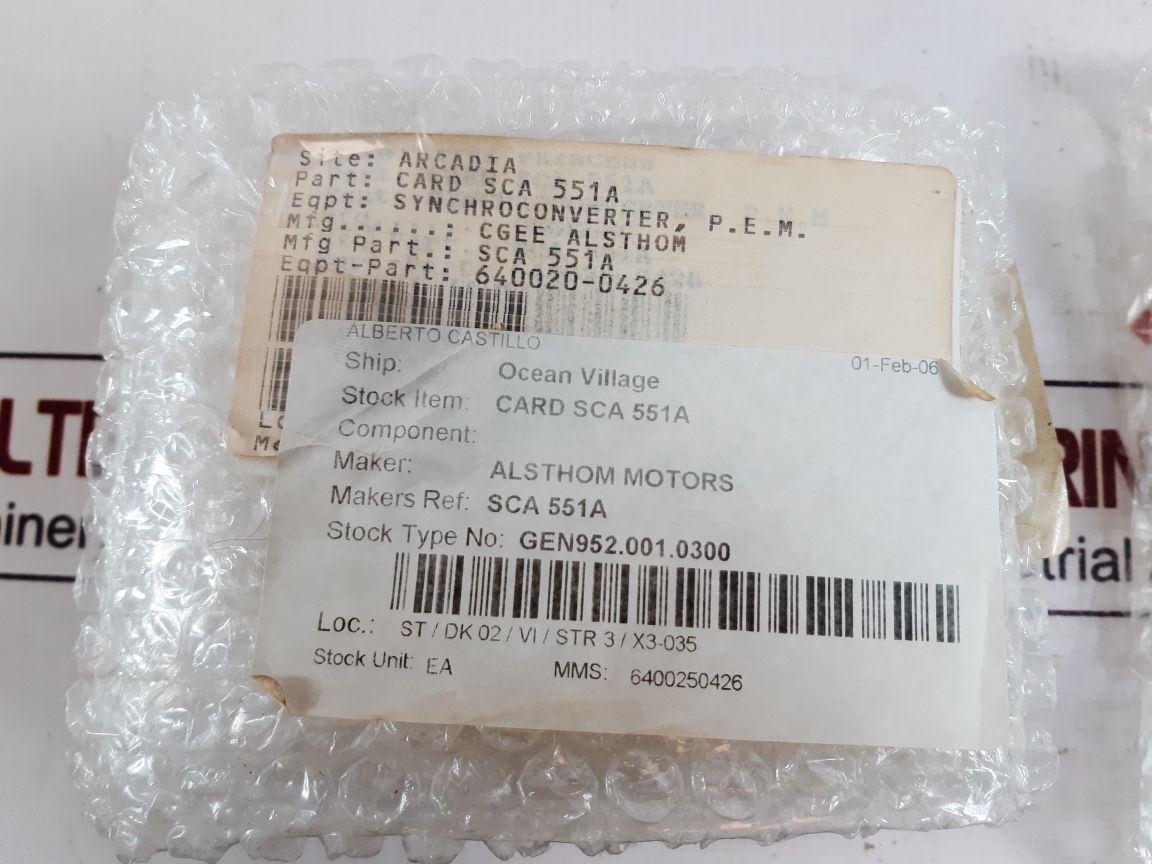 Site: ARCADIA
Part: CARD SCA 551A
Eqpt: SYNCHROCONVERTER, P.E.M.
Mfg......: CGEE ALSTHOM
Mfg Part.: SCA 551A
Eqpt-Part: 640020-0426
ALBERTO CASTILLO
01-Feb-06
Ship: Ocean Village
Stock Item: CARD SCA 551A
Component:
Maker: ALSTHOM MOTORS
Makers Ref: SCA 551A
Stock Type No: GEN952.001.0300
Loc.: ST / DK 02 / VI / STR 3 / X3-035
Stock Unit: EA MMS: 6400250426